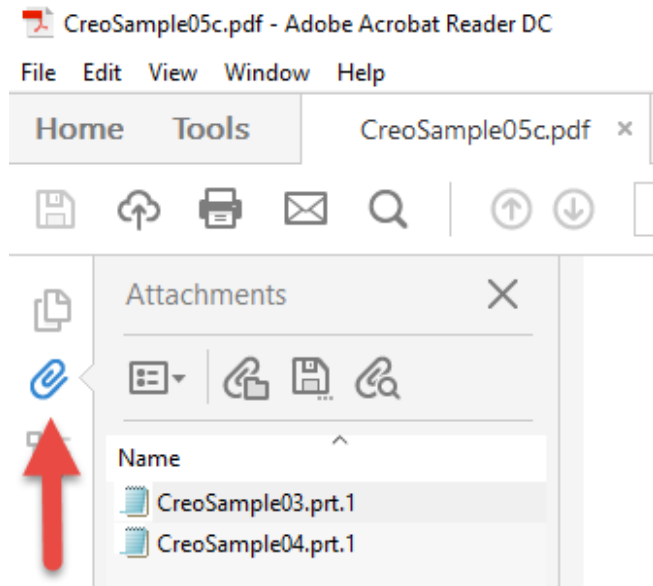 CreoSample05c.pdf - Adobe Acrobat Reader DC
File Edit View Window Help
Home Tools CreoSample05c.pdf ×
Attachments
Name
CreoSample03.prt.1
CreoSample04.prt.1